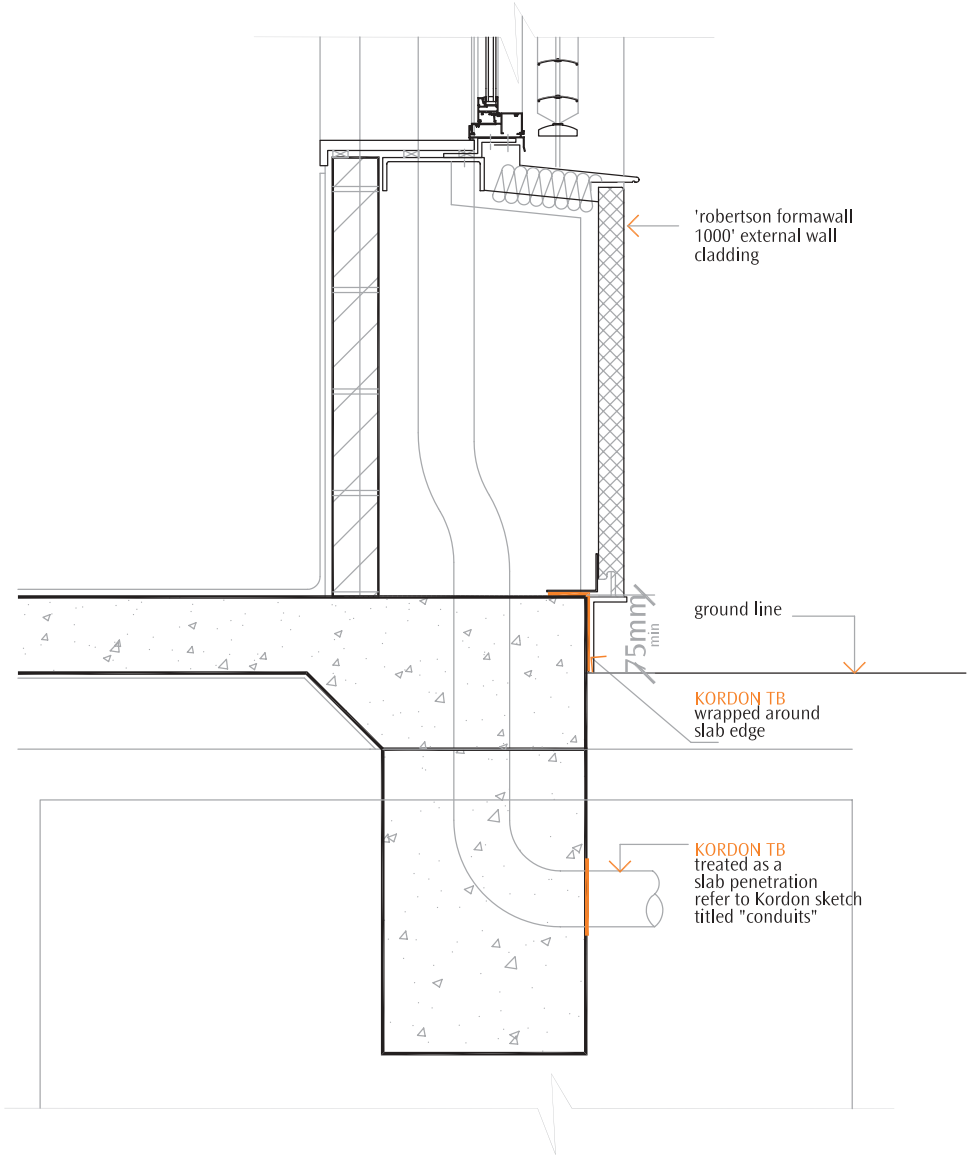 'robertson formawall
1000' external wall
cladding
75mm
min
ground line
KORDON TB
wrapped around
slab edge
KORDON TB
treated as a
slab penetration
refer to Kordon sketch
titled "conduits"